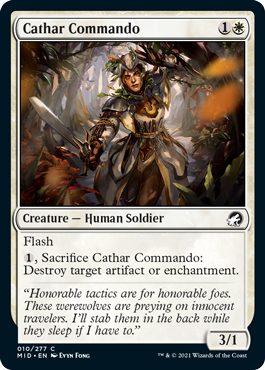 Cathar Commando 1
Creature — Human Soldier
Flash
1, Sacrifice Cathar Commando:
Destroy target artifact or enchantment.
"Honorable tactics are for honorable foes.
These werewolves are preying on innocent
travelers. I'll stab them in the back while
they sleep if I have to."
3/1
010/277 C
MID • EN Evyn Fong
™ & © 2021 Wizards of the Coast